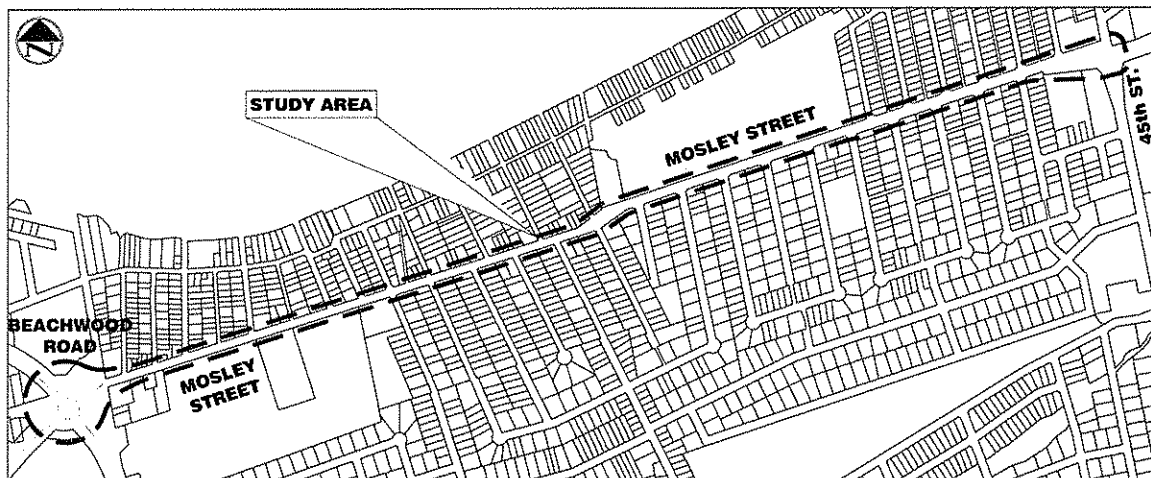 N
STUDY AREA
MOSLEY STREET
45th ST.
BEACHWOOD
ROAD
MOSLEY
STREET